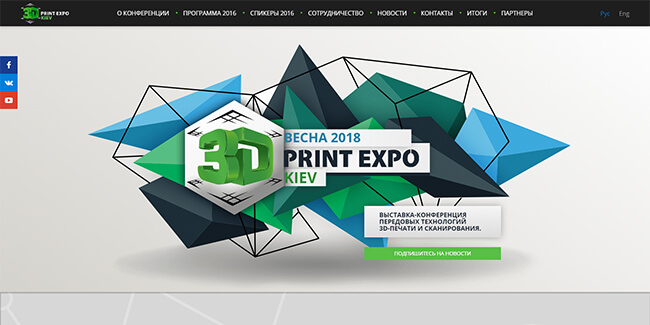 3D PRINT EXPO
KIEV
О КОНФЕРЕНЦИИ • ПРОГРАММА 2016 • СПИКЕРЫ 2016 • СОТРУДНИЧЕСТВО • НОВОСТИ • КОНТАКТЫ • ИТОГИ • ПАРТНЕРЫ
Рус Eng
ВЕСНА 2018
3D PRINT EXPO
KIEV
ВЫСТАВКА-КОНФЕРЕНЦИЯ
ПЕРЕДОВЫХ ТЕХНОЛОГИЙ
3D-ПЕЧАТИ И СКАНИРОВАНИЯ.
ПОДПИШИТЕСЬ НА НОВОСТИ